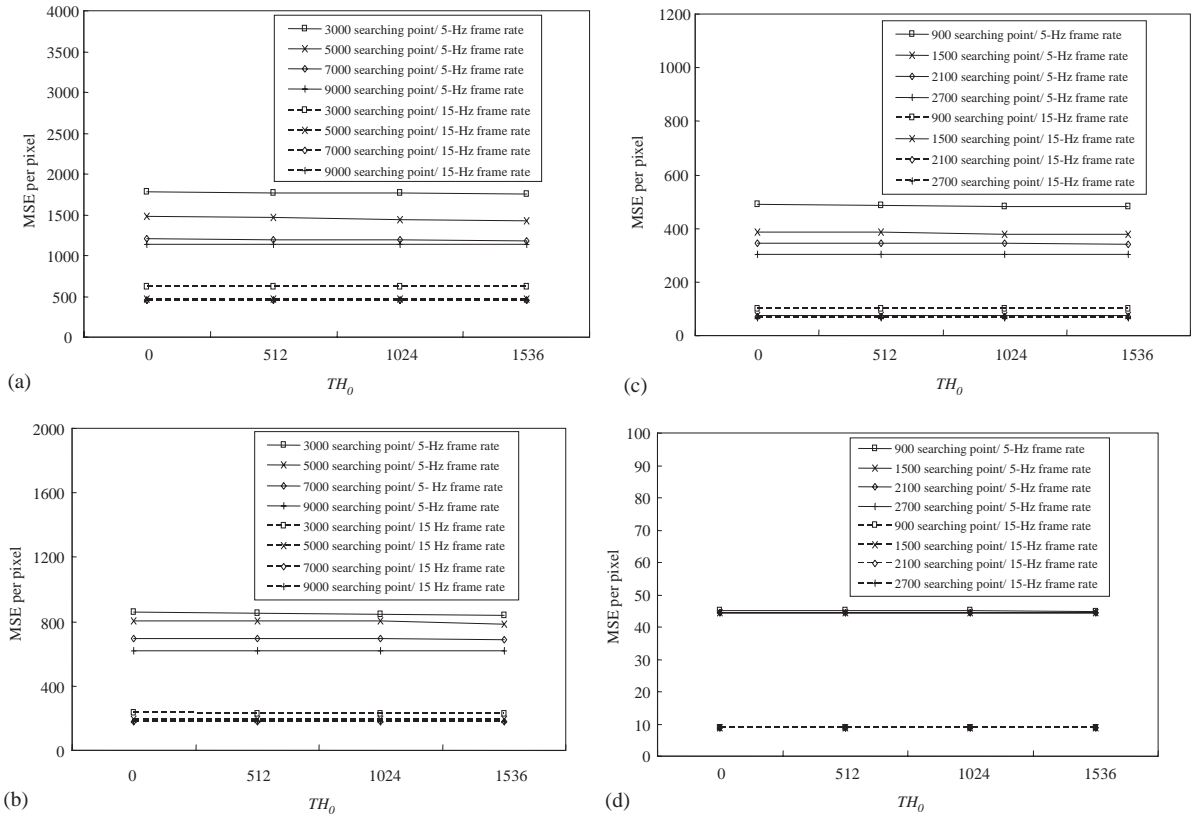 4000
3500
3000
2500
2000
1500
1000
500
0
MSE per pixel
3000 searching point/ 5-Hz frame rate
5000 searching point/ 5-Hz frame rate
7000 searching point/ 5-Hz frame rate
9000 searching point/ 5-Hz frame rate
3000 searching point/ 15-Hz frame rate
5000 searching point/ 15-Hz frame rate
7000 searching point/ 15-Hz frame rate
9000 searching point/ 15-Hz frame rate
0 512 1024 1536
TH0
(a)
1200
1000
800
600
400
200
0
MSE per pixel
900 searching point/ 5-Hz frame rate
1500 searching point/ 5-Hz frame rate
2100 searching point/ 5-Hz frame rate
2700 searching point/ 5-Hz frame rate
900 searching point/ 15-Hz frame rate
1500 searching point/ 15-Hz frame rate
2100 searching point/ 15-Hz frame rate
2700 searching point/ 15-Hz frame rate
0 512 1024 1536
TH0
(c)
2000
1600
1200
800
400
0
MSE per pixel
3000 searching point/ 5-Hz frame rate
5000 searching point/ 5-Hz frame rate
7000 searching point/ 5- Hz frame rate
9000 searching point/ 5-Hz frame rate
3000 searching point/ 15 Hz frame rate
5000 searching point/ 15 Hz frame rate
7000 searching point/ 15 Hz frame rate
9000 searching point/ 15 Hz frame rate
0 512 1024 1536
TH0
(b)
100
90
80
70
60
50
40
30
20
10
0
MSE per pixel
900 searching point/ 5-Hz frame rate
1500 searching point/ 5-Hz frame rate
2100 searching point/ 5-Hz frame rate
2700 searching point/ 5-Hz frame rate
900 searching point/ 15-Hz frame rate
1500 searching point/ 15-Hz frame rate
2100 searching point/ 15-Hz frame rate
2700 searching point/ 15-Hz frame rate
0 512 1024 1536
TH0
(d)